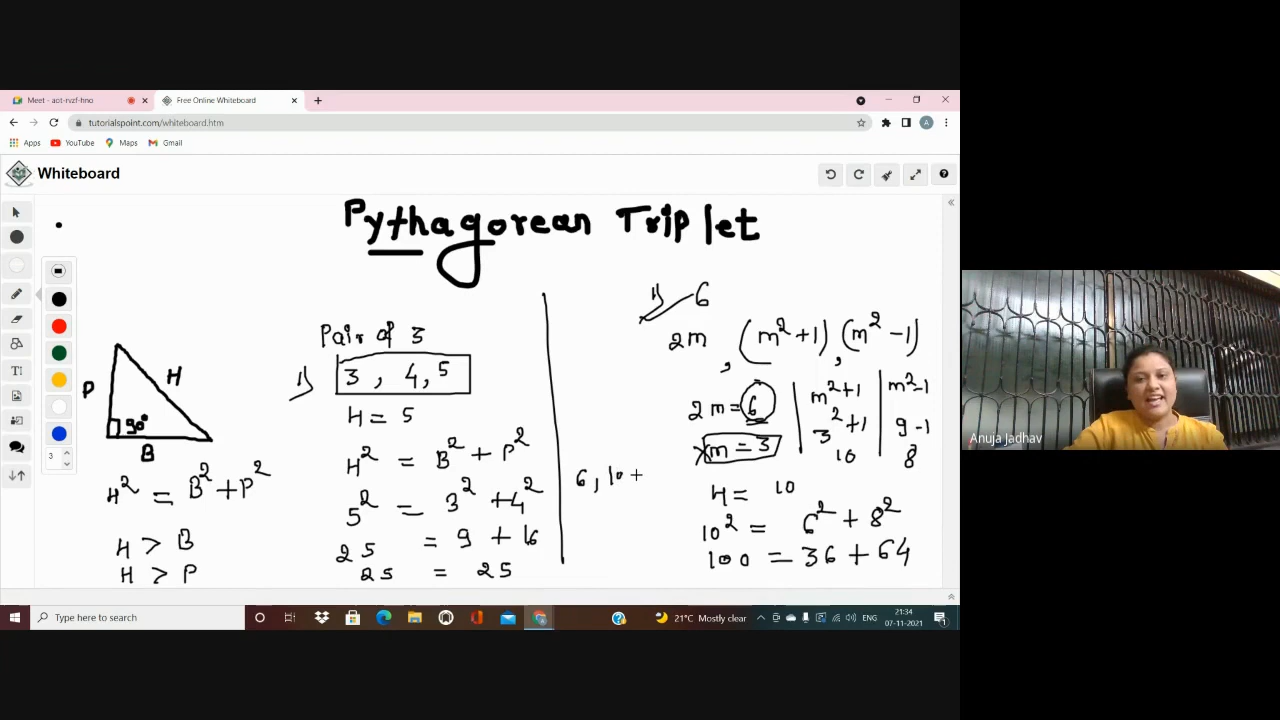 Meet - aot-rvzf-hno
Free Online Whiteboard
tutorialspoint.com/whiteboard.htm
A
Apps YouTube Maps Gmail
Whiteboard
Pythagorean Triplet
P H
90°
B
H² = B² + P²
H > B
H > P
Pair of 3
1) 3 , 4, 5
H = 5
H² = B² + P²
5² = 3² + 4²
25 = 9 + 16
25 = 25
1) 6
2m , (m² + 1) , (m² - 1)
2m = 6
m = 3
m² + 1
3² + 1
10
m² - 1
9 - 1
8
6, 10 +
H = 10
10² = 6² + 8²
100 = 36 + 64
3
T
Anuja Jadhav
Type here to search
21°C Mostly clear
ENG
21:34
07-11-2021
1